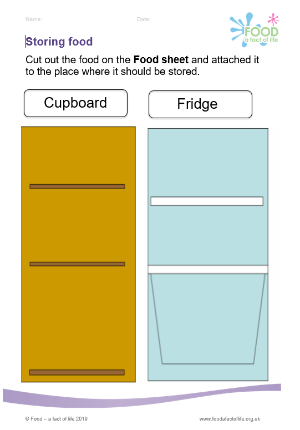 Name: Date:
FOOD
a fact of life
Storing food
Cut out the food on the Food sheet and attached it
to the place where it should be stored.
Cupboard Fridge
© Food – a fact of life 2019 www.foodafactoflife.org.uk